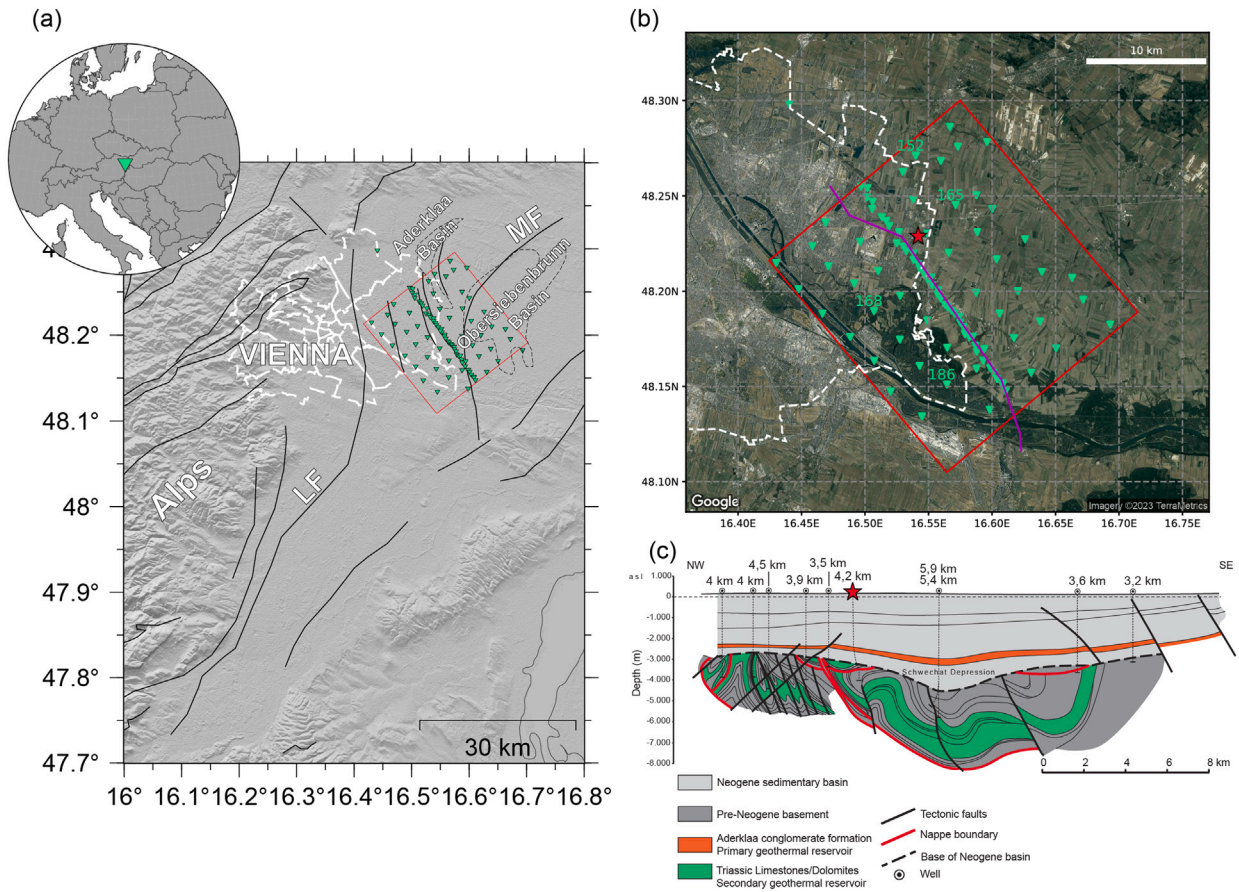 (a)
Aderklaa
Basin
MF
Obersiebenbrunn
Basin
VIENNA
Alps
LF
30 km
48.2°
48.1°
48°
47.9°
47.8°
47.7°
16°
16.1°
16.2°
16.3°
16.4°
16.5°
16.6°
16.7°
16.8°
(b)
10 km
48.30N
48.25N
48.20N
48.15N
48.10N
152
165
168
186
Google
Imagery ©2023 TerraMetrics
16.40E
16.45E
16.50E
16.55E
16.60E
16.65E
16.70E
16.75E
(c)
NW
SE
4 km
4 km
4,5 km
3,9 km
3,5 km
4,2 km
5,9 km
5,4 km
3,6 km
3,2 km
asl
1.000
0
-1.000
-2.000
-3.000
-4.000
-5.000
-6.000
-7.000
-8.000
Depth (m)
Schwechat Depression
0 2 4 6 8 km
Neogene sedimentary basin
Pre-Neogene basement
Aderklaa conglomerate formation
Primary geothermal reservoir
Triassic Limestones/Dolomites
Secondary geothermal reservoir
Tectonic faults
Nappe boundary
Base of Neogene basin
Well